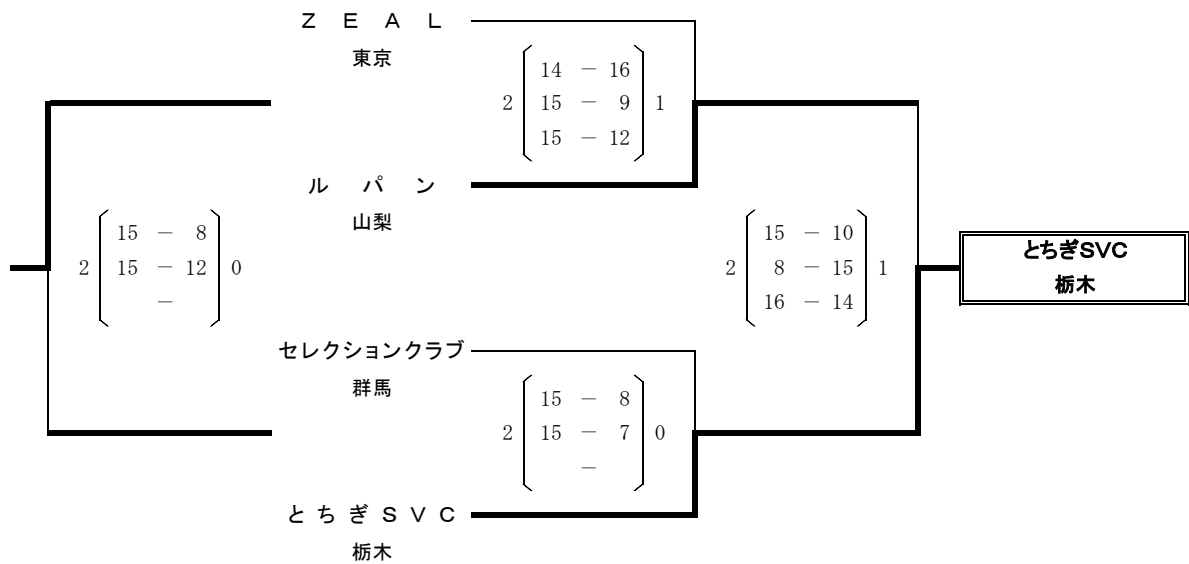 Ｚ　Ｅ　Ａ　Ｌ
東京
14 － 16
2 15 － 9 1
15 － 12
ル　パ　ン
山梨
15 － 8
2 15 － 12 0
－
15 － 10
2 8 － 15 1
16 － 14
とちぎSVC
栃木
セレクションクラブ
群馬
15 － 8
2 15 － 7 0
－
と ち ぎ Ｓ Ｖ Ｃ
栃木